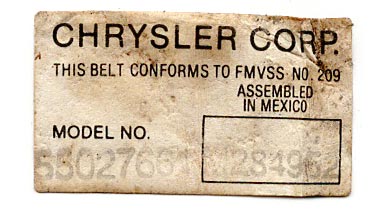 CHRYSLER CORP.
THIS BELT CONFORMS TO FMVSS NO. 209
ASSEMBLED
IN MEXICO
MODEL NO.